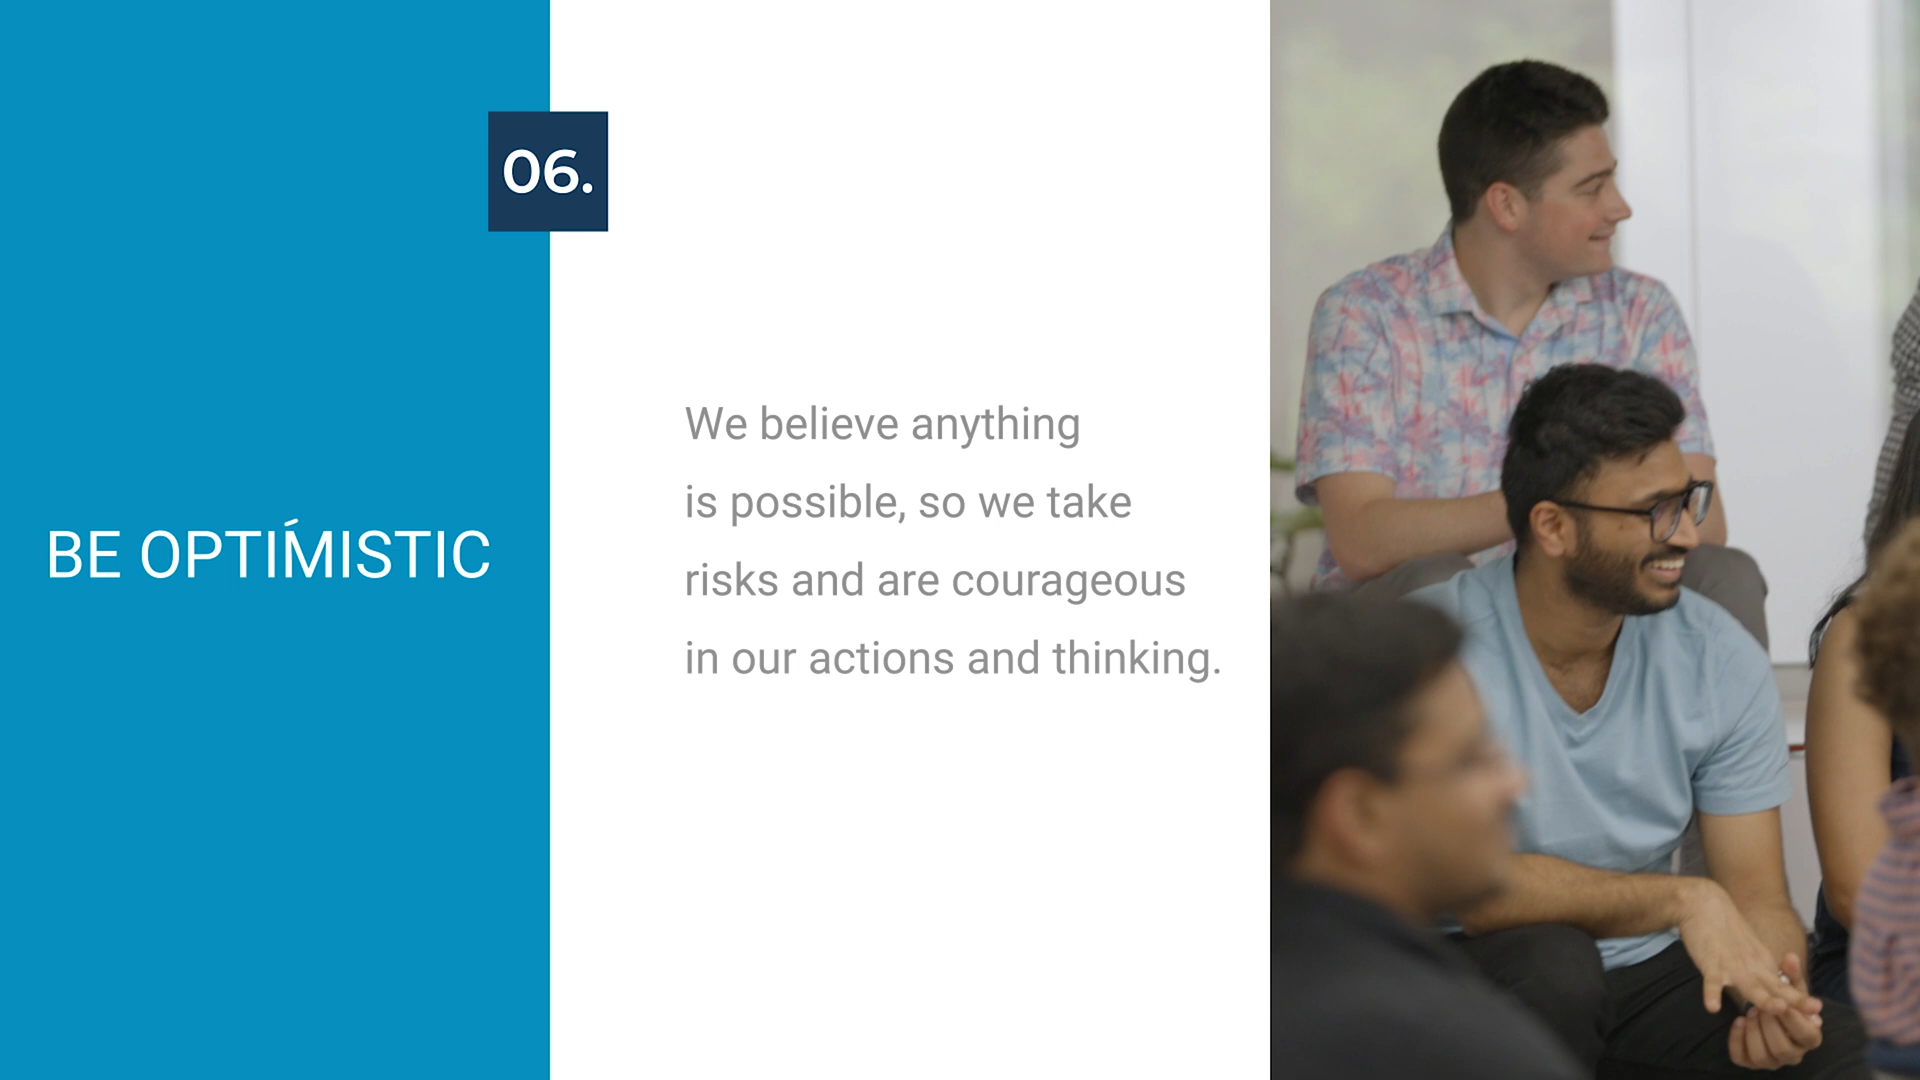 06.
BE OPTIḾISTIC
We believe anything
is possible, so we take
risks and are courageous
in our actions and thinking.